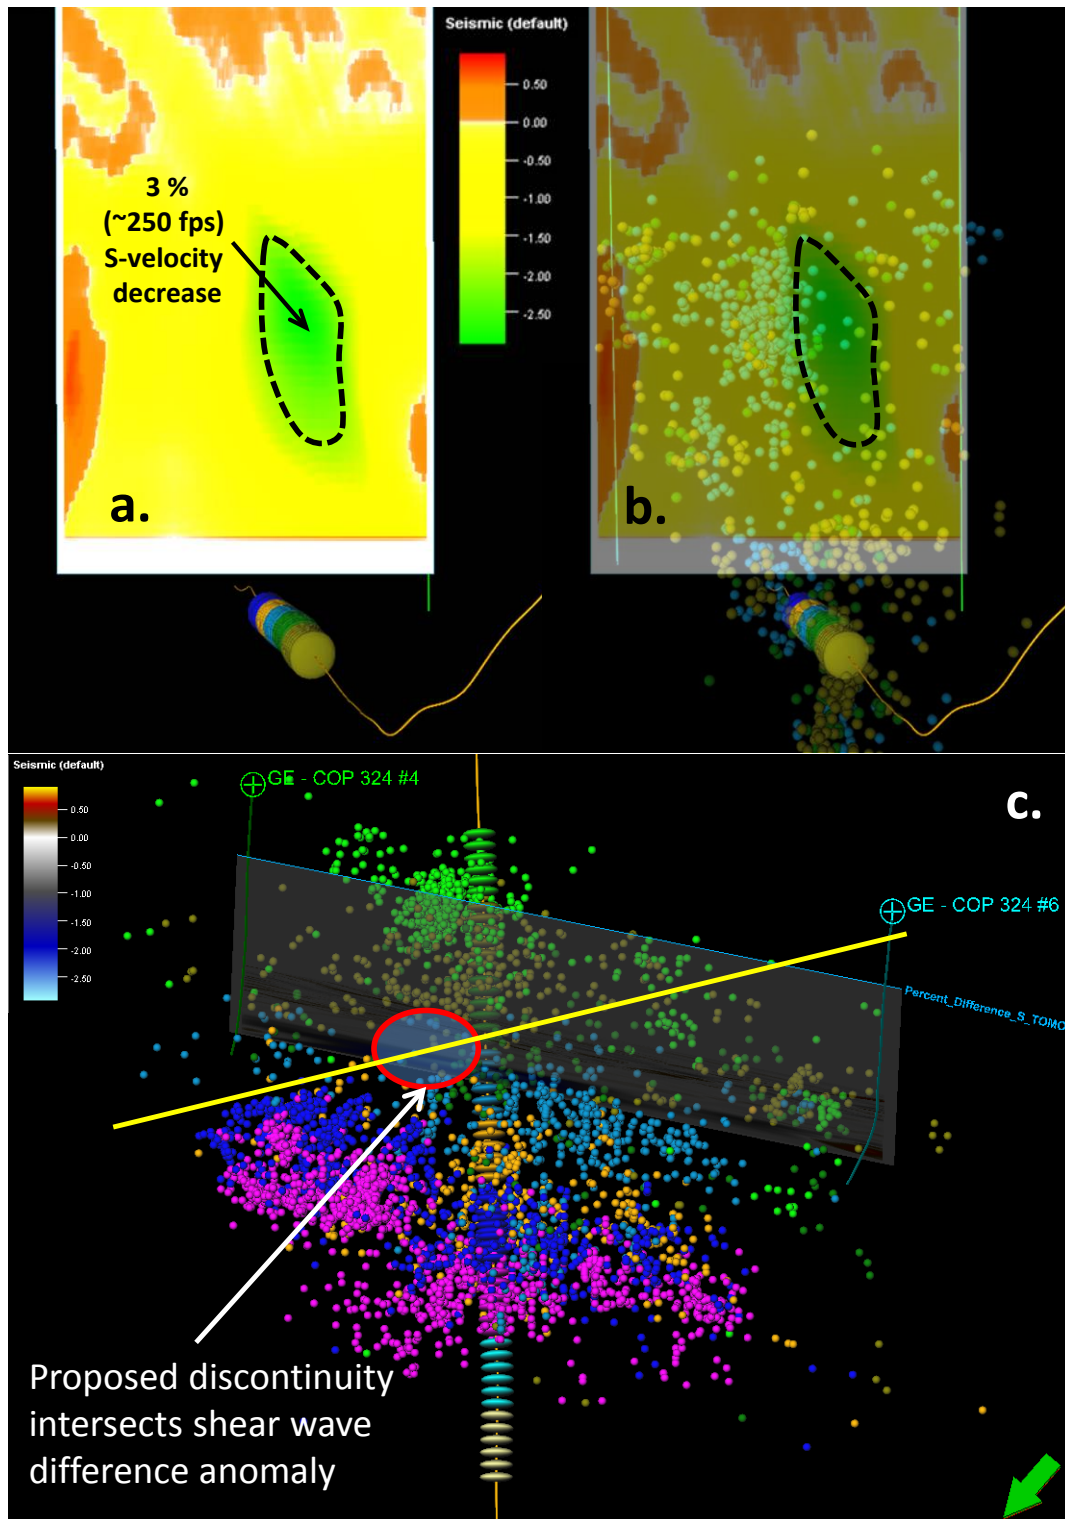 Seismic (default)
0.50
0.00
-0.50
-1.00
-1.50
-2.00
-2.50
3 %
(~250 fps)
S-velocity
decrease
a.
b.
Seismic (default)
0.50
0.00
-0.50
-1.00
-1.50
-2.00
-2.50
GE - COP 324 #4
c.
GE - COP 324 #6
Percent_Difference_S_TOMO
Proposed discontinuity
intersects shear wave
difference anomaly